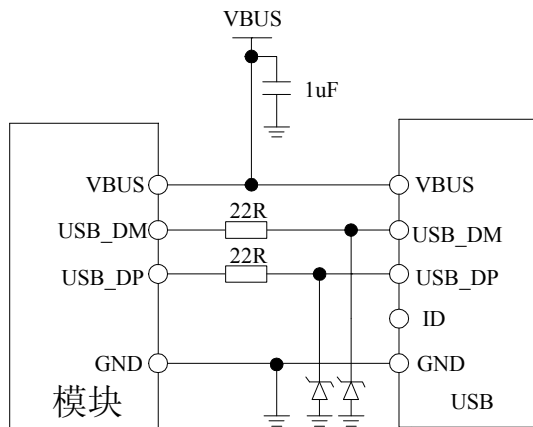 VBUS
1uF
VBUS
VBUS
22R
USB_DM
USB_DM
22R
USB_DP
USB_DP
ID
GND
GND
模块
USB